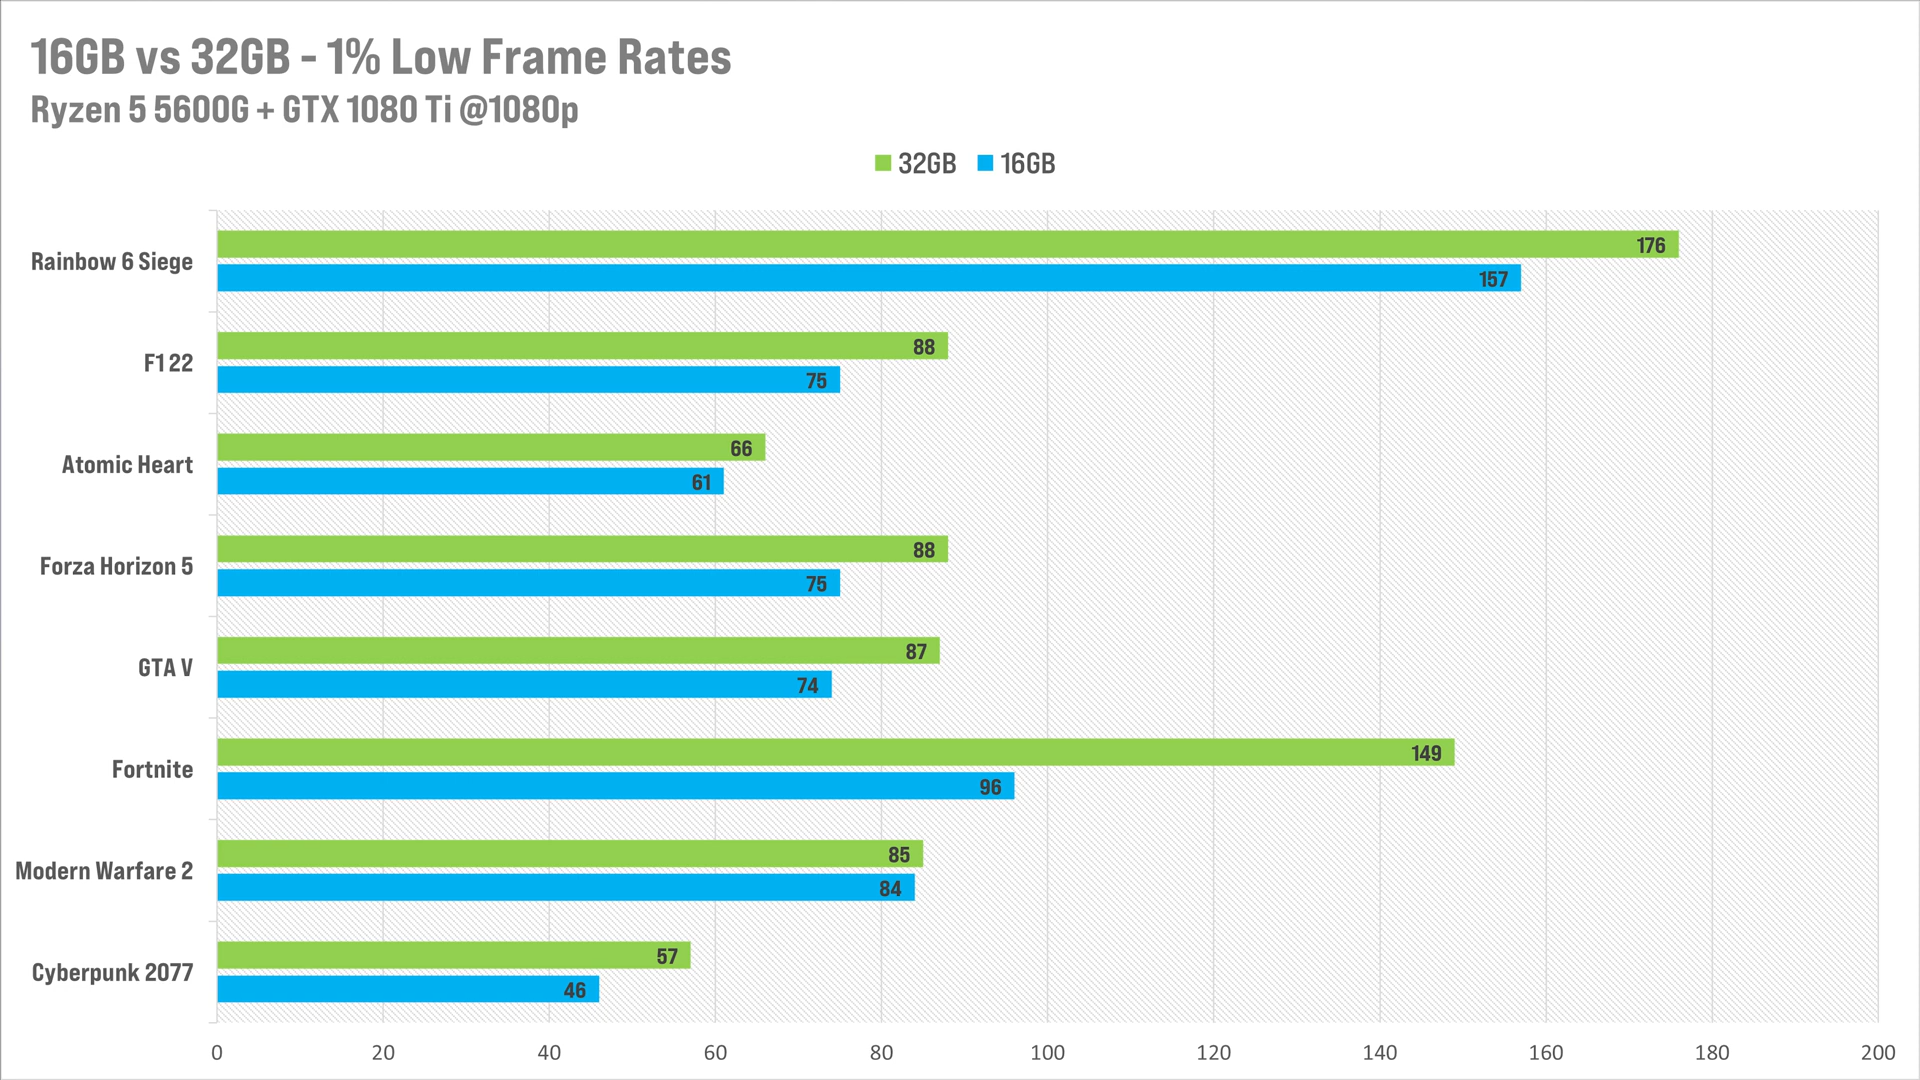 16GB vs 32GB - 1% Low Frame Rates
Ryzen 5 5600G + GTX 1080 Ti @1080p
32GB 16GB
Rainbow 6 Siege
176
157
F1 22
88
75
Atomic Heart
66
61
Forza Horizon 5
88
75
GTA V
87
74
Fortnite
149
96
Modern Warfare 2
85
84
Cyberpunk 2077
57
46
0 20 40 60 80 100 120 140 160 180 200